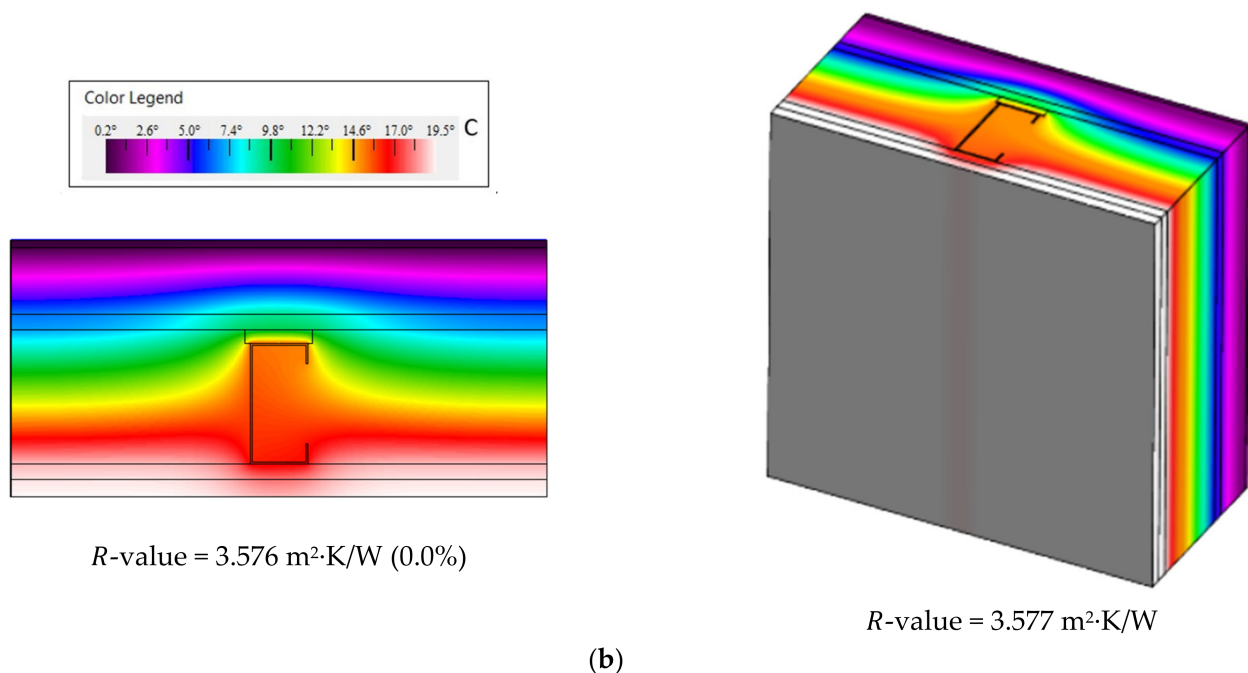 Color Legend
0.2° 2.6° 5.0° 7.4° 9.8° 12.2° 14.6° 17.0° 19.5° C
R-value = 3.576 m²·K/W (0.0%)
R-value = 3.577 m²·K/W
(b)